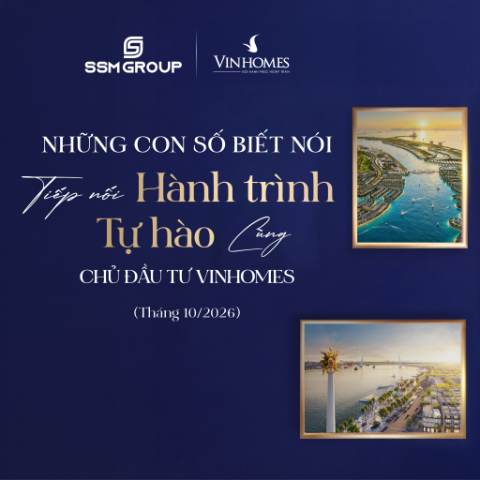 SSM GROUP
VINHOMES
NHỮNG CON SỐ BIẾT NÓI
Tiếp nối Hành trình
Tự hào Cùng
CHỦ ĐẦU TƯ VINHOMES
(Tháng 10/2026)